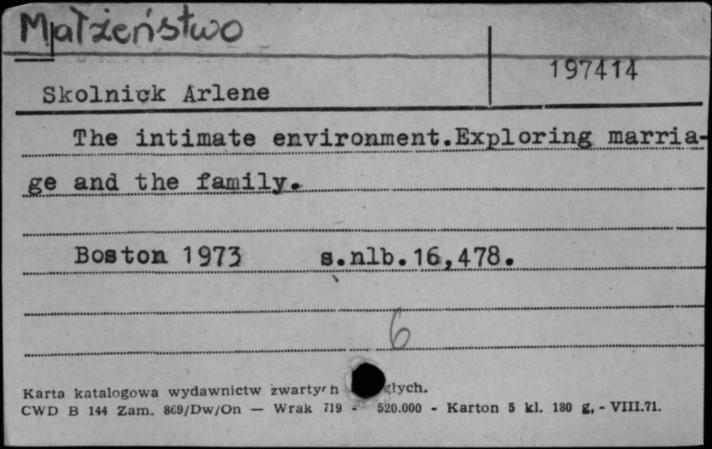 Małżeństwo
197414
Skolnick Arlene
The intimate environment.Exploring marria-
ge and the family.
Boston 1973 s.nlb.16,478.
6
Karta katalogowa wydawnictw zwartych głych.
CWD B 144 Zam. 869/Dw/On — Wrak 719 - 520.000 - Karton 5 kl. 180 g, - VIII.71.